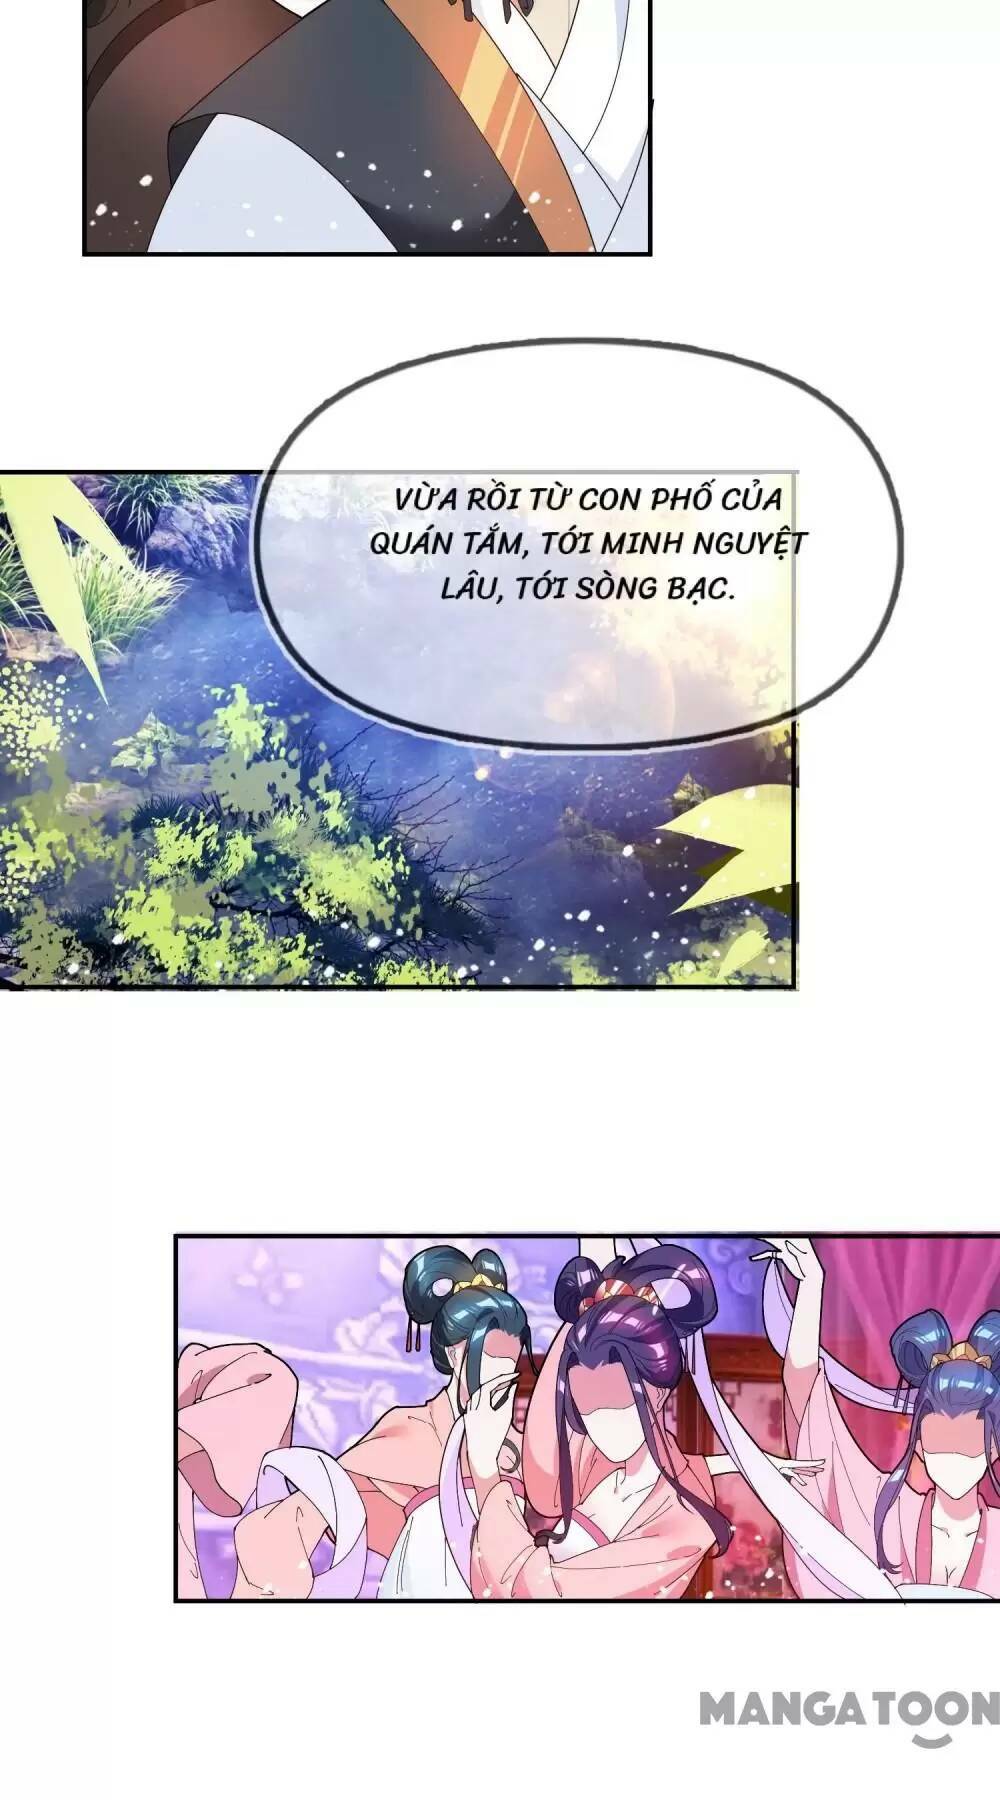 VỪA RỒI TỪ CON PHỐ CỦA
QUÁN TẮM, TỚI MINH NGUYỆT
LÂU, TỚI SÒNG BẠC.
MANGATOON